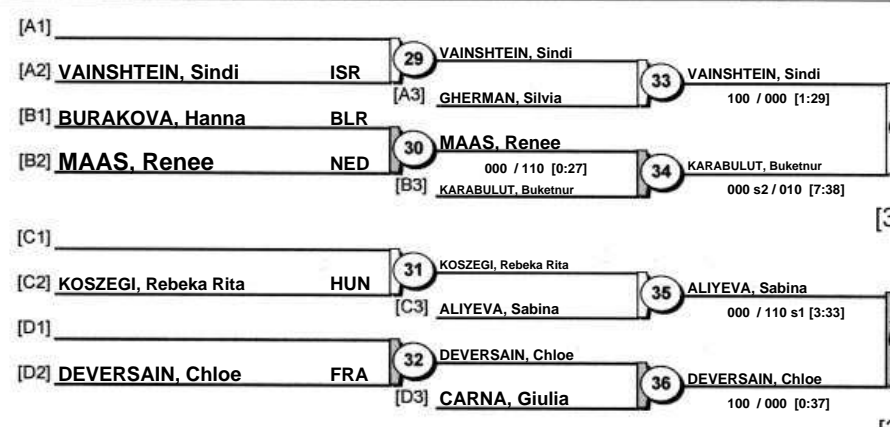 [A1]
[A2] VAINSHTEIN, Sindi ISR
29
VAINSHTEIN, Sindi
[A3] GHERMAN, Silvia
33
VAINSHTEIN, Sindi
100 / 000 [1:29]
[B1] BURAKOVA, Hanna BLR
[B2] MAAS, Renee NED
30
MAAS, Renee
000 / 110 [0:27]
[B3] KARABULUT, Buketnur
34
KARABULUT, Buketnur
000 s2 / 010 [7:38]
[C1]
[C2] KOSZEGI, Rebeka Rita HUN
31
KOSZEGI, Rebeka Rita
[C3] ALIYEVA, Sabina
35
ALIYEVA, Sabina
000 / 110 s1 [3:33]
[D1]
[D2] DEVERSAIN, Chloe FRA
32
DEVERSAIN, Chloe
[D3] CARNA, Giulia
36
DEVERSAIN, Chloe
100 / 000 [0:37]